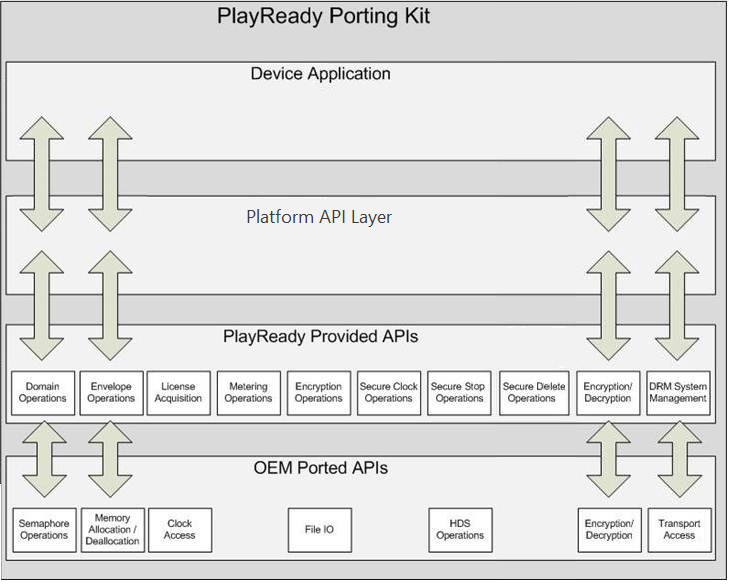 PlayReady Porting Kit
Device Application
Platform API Layer
PlayReady Provided APIs
Domain
Operations
Envelope
Operations
License
Acquisition
Metering
Operations
Encryption
Operations
Secure Clock
Operations
Secure Stop
Operations
Secure Delete
Operations
Encryption/
Decryption
DRM System
Management
OEM Ported APIs
Semaphore
Operations
Memory
Allocation /
Deallocation
Clock
Access
File IO
HDS
Operations
Encryption/
Decryption
Transport
Access